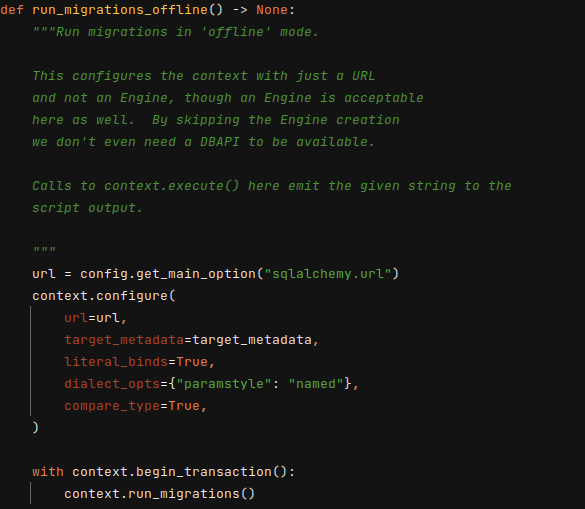 def run_migrations_offline() -> None:
    """Run migrations in 'offline' mode.

    This configures the context with just a URL
    and not an Engine, though an Engine is acceptable
    here as well.  By skipping the Engine creation
    we don't even need a DBAPI to be available.

    Calls to context.execute() here emit the given string to the
    script output.

    """
    url = config.get_main_option("sqlalchemy.url")
    context.configure(
        url=url,
        target_metadata=target_metadata,
        literal_binds=True,
        dialect_opts={"paramstyle": "named"},
        compare_type=True,
    )

    with context.begin_transaction():
        context.run_migrations()